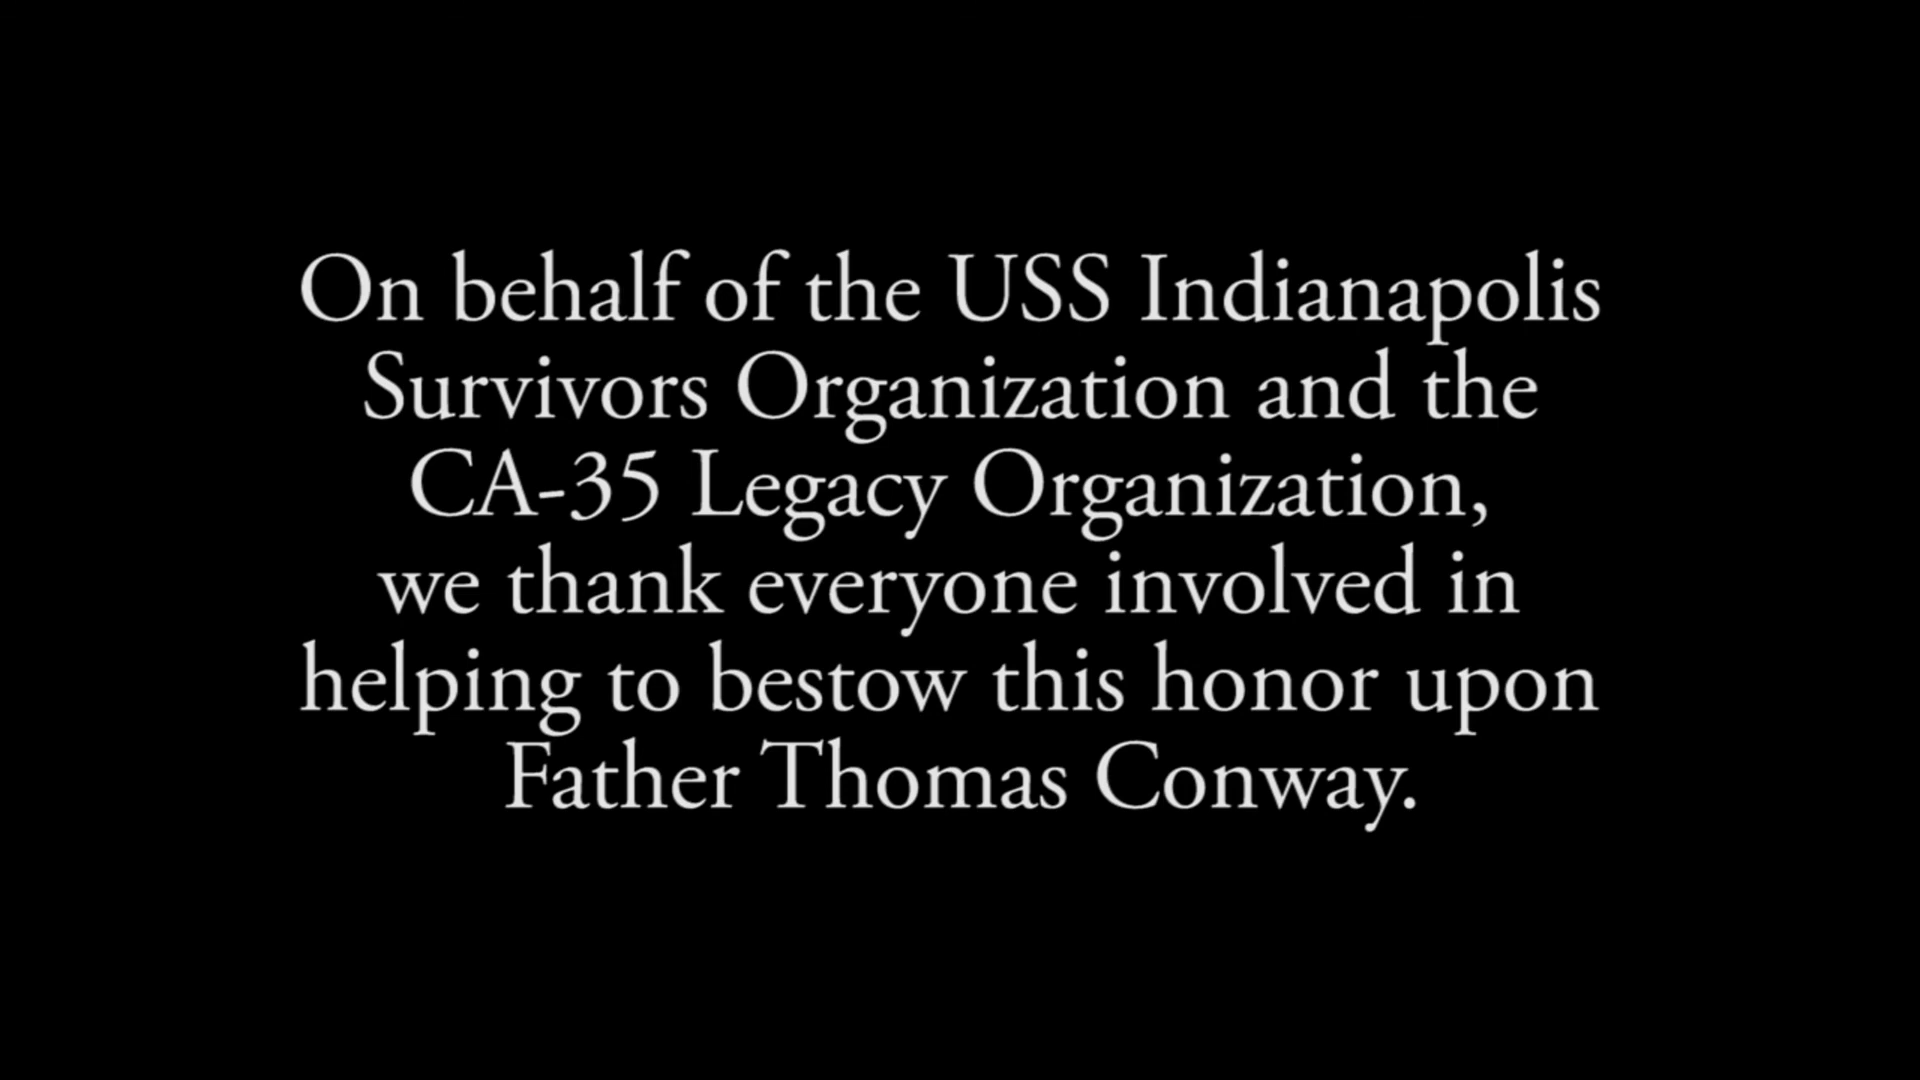 On behalf of the USS Indianapolis
Survivors Organization and the
CA-35 Legacy Organization,
we thank everyone involved in
helping to bestow this honor upon
Father Thomas Conway.